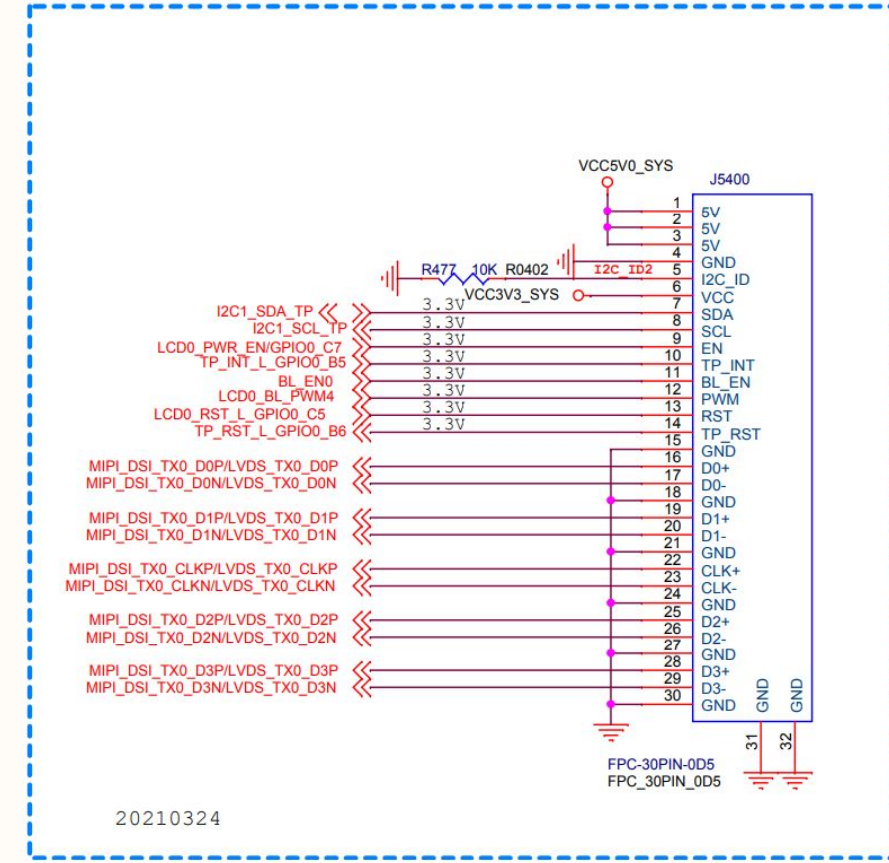 VCC5V0_SYS
J5400
1 5V
2 5V
3 5V
4 GND
R477 10K R0402 I2C_ID2 5 I2C_ID
VCC3V3_SYS 6 VCC
I2C1_SDA_TP 3.3V 7 SDA
I2C1_SCL_TP 3.3V 8 SCL
LCD0_PWR_EN/GPIO0_C7 3.3V 9 EN
TP_INT_L_GPIO0_B5 3.3V 10 TP_INT
BL_EN0 3.3V 11 BL_EN
LCD0_BL_PWM4 3.3V 12 PWM
LCD0_RST_L_GPIO0_C5 3.3V 13 RST
TP_RST_L_GPIO0_B6 3.3V 14 TP_RST
15 GND
MIPI_DSI_TX0_D0P/LVDS_TX0_D0P 16 D0+
MIPI_DSI_TX0_D0N/LVDS_TX0_D0N 17 D0-
18 GND
MIPI_DSI_TX0_D1P/LVDS_TX0_D1P 19 D1+
MIPI_DSI_TX0_D1N/LVDS_TX0_D1N 20 D1-
21 GND
MIPI_DSI_TX0_CLKP/LVDS_TX0_CLKP 22 CLK+
MIPI_DSI_TX0_CLKN/LVDS_TX0_CLKN 23 CLK-
24 GND
MIPI_DSI_TX0_D2P/LVDS_TX0_D2P 25 D2+
MIPI_DSI_TX0_D2N/LVDS_TX0_D2N 26 D2-
27 GND
MIPI_DSI_TX0_D3P/LVDS_TX0_D3P 28 D3+
MIPI_DSI_TX0_D3N/LVDS_TX0_D3N 29 D3-
30 GND
GND GND
31 32
FPC-30PIN-0D5
FPC_30PIN_0D5
20210324